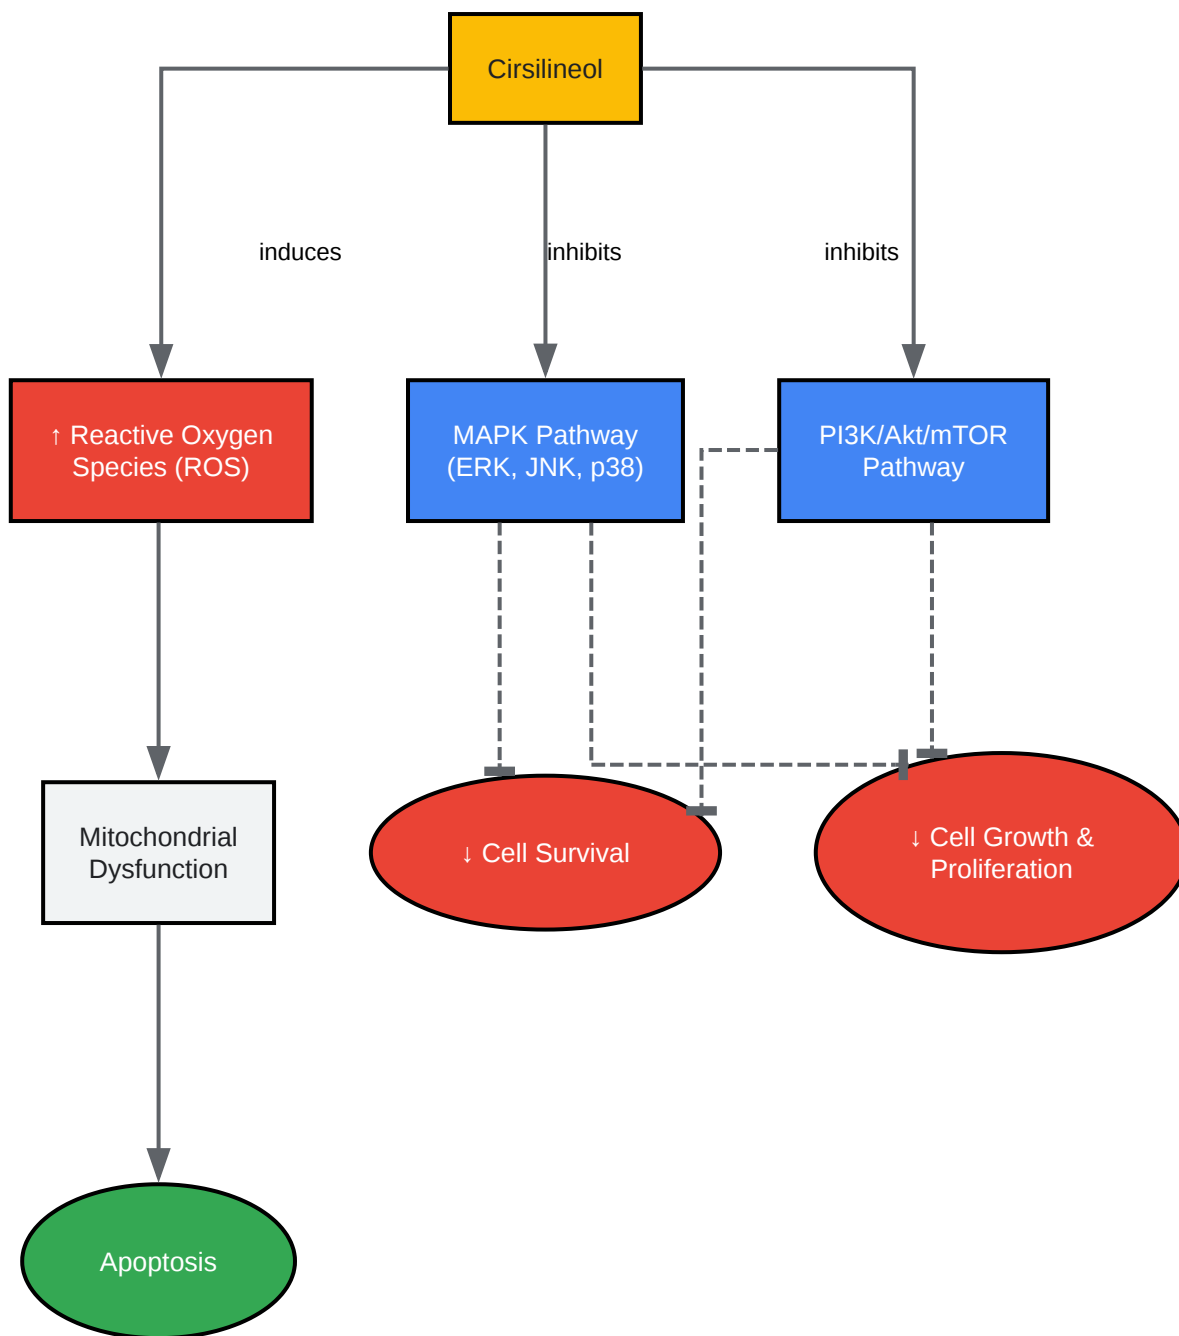 Cirsilineol
induces
inhibits
inhibits
↑ Reactive Oxygen
Species (ROS)
MAPK Pathway
(ERK, JNK, p38)
PI3K/Akt/mTOR
Pathway
Mitochondrial
Dysfunction
↓ Cell Survival
↓ Cell Growth &
Proliferation
Apoptosis